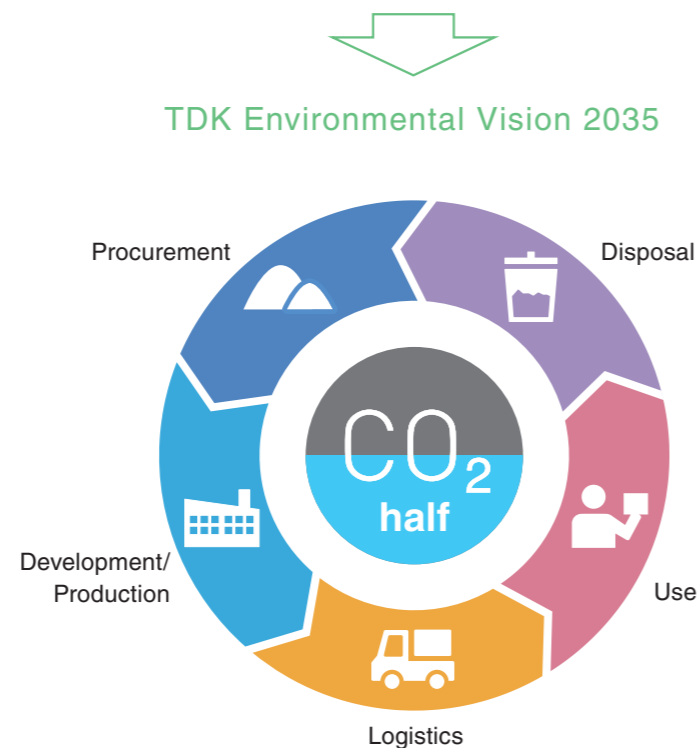 TDK Environmental Vision 2035
Procurement
Disposal
CO₂
half
Development/
Production
Use
Logistics